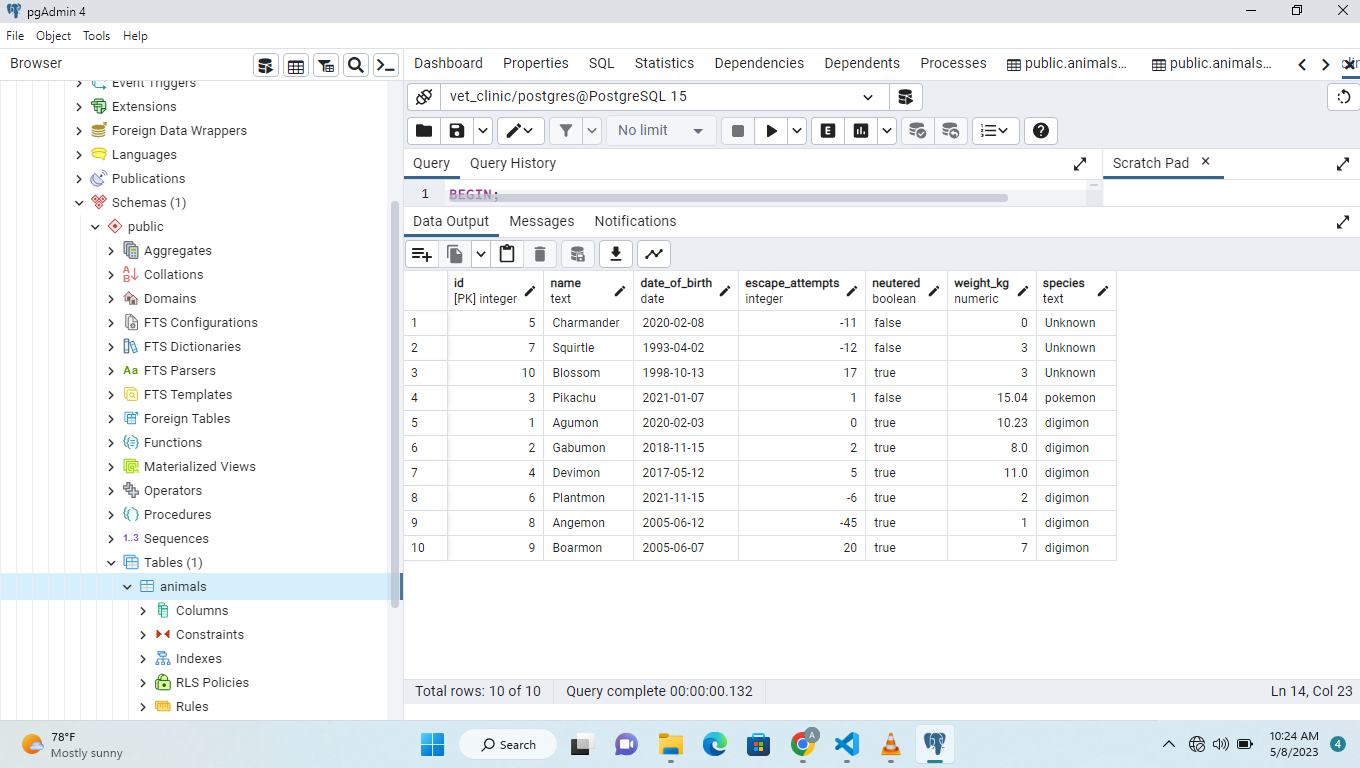 pgAdmin 4
File Object Tools Help
Browser
Dashboard Properties SQL Statistics Dependencies Dependents Processes public.animals... public.animals...
Event Triggers
Extensions
Foreign Data Wrappers
Languages
Publications
Schemas (1)
public
Aggregates
Collations
Domains
FTS Configurations
FTS Dictionaries
Aa FTS Parsers
FTS Templates
Foreign Tables
Functions
Materialized Views
Operators
Procedures
1..3 Sequences
Tables (1)
animals
Columns
Constraints
Indexes
RLS Policies
Rules
vet_clinic/postgres@PostgreSQL 15
No limit
E
Query Query History
Scratch Pad
1 BEGIN;
Data Output Messages Notifications
id name date_of_birth escape_attempts neutered weight_kg species
[PK] integer text date integer boolean numeric text
1 5 Charmander 2020-02-08 -11 false 0 Unknown
2 7 Squirtle 1993-04-02 -12 false 3 Unknown
3 10 Blossom 1998-10-13 17 true 3 Unknown
4 3 Pikachu 2021-01-07 1 false 15.04 pokemon
5 1 Agumon 2020-02-03 0 true 10.23 digimon
6 2 Gabumon 2018-11-15 2 true 8.0 digimon
7 4 Devimon 2017-05-12 5 true 11.0 digimon
8 6 Plantmon 2021-11-15 -6 true 2 digimon
9 8 Angemon 2005-06-12 -45 true 1 digimon
10 9 Boarmon 2005-06-07 20 true 7 digimon
Total rows: 10 of 10 Query complete 00:00:00.132 Ln 14, Col 23
78°F
Mostly sunny
Search
A
10:24 AM
5/8/2023
4